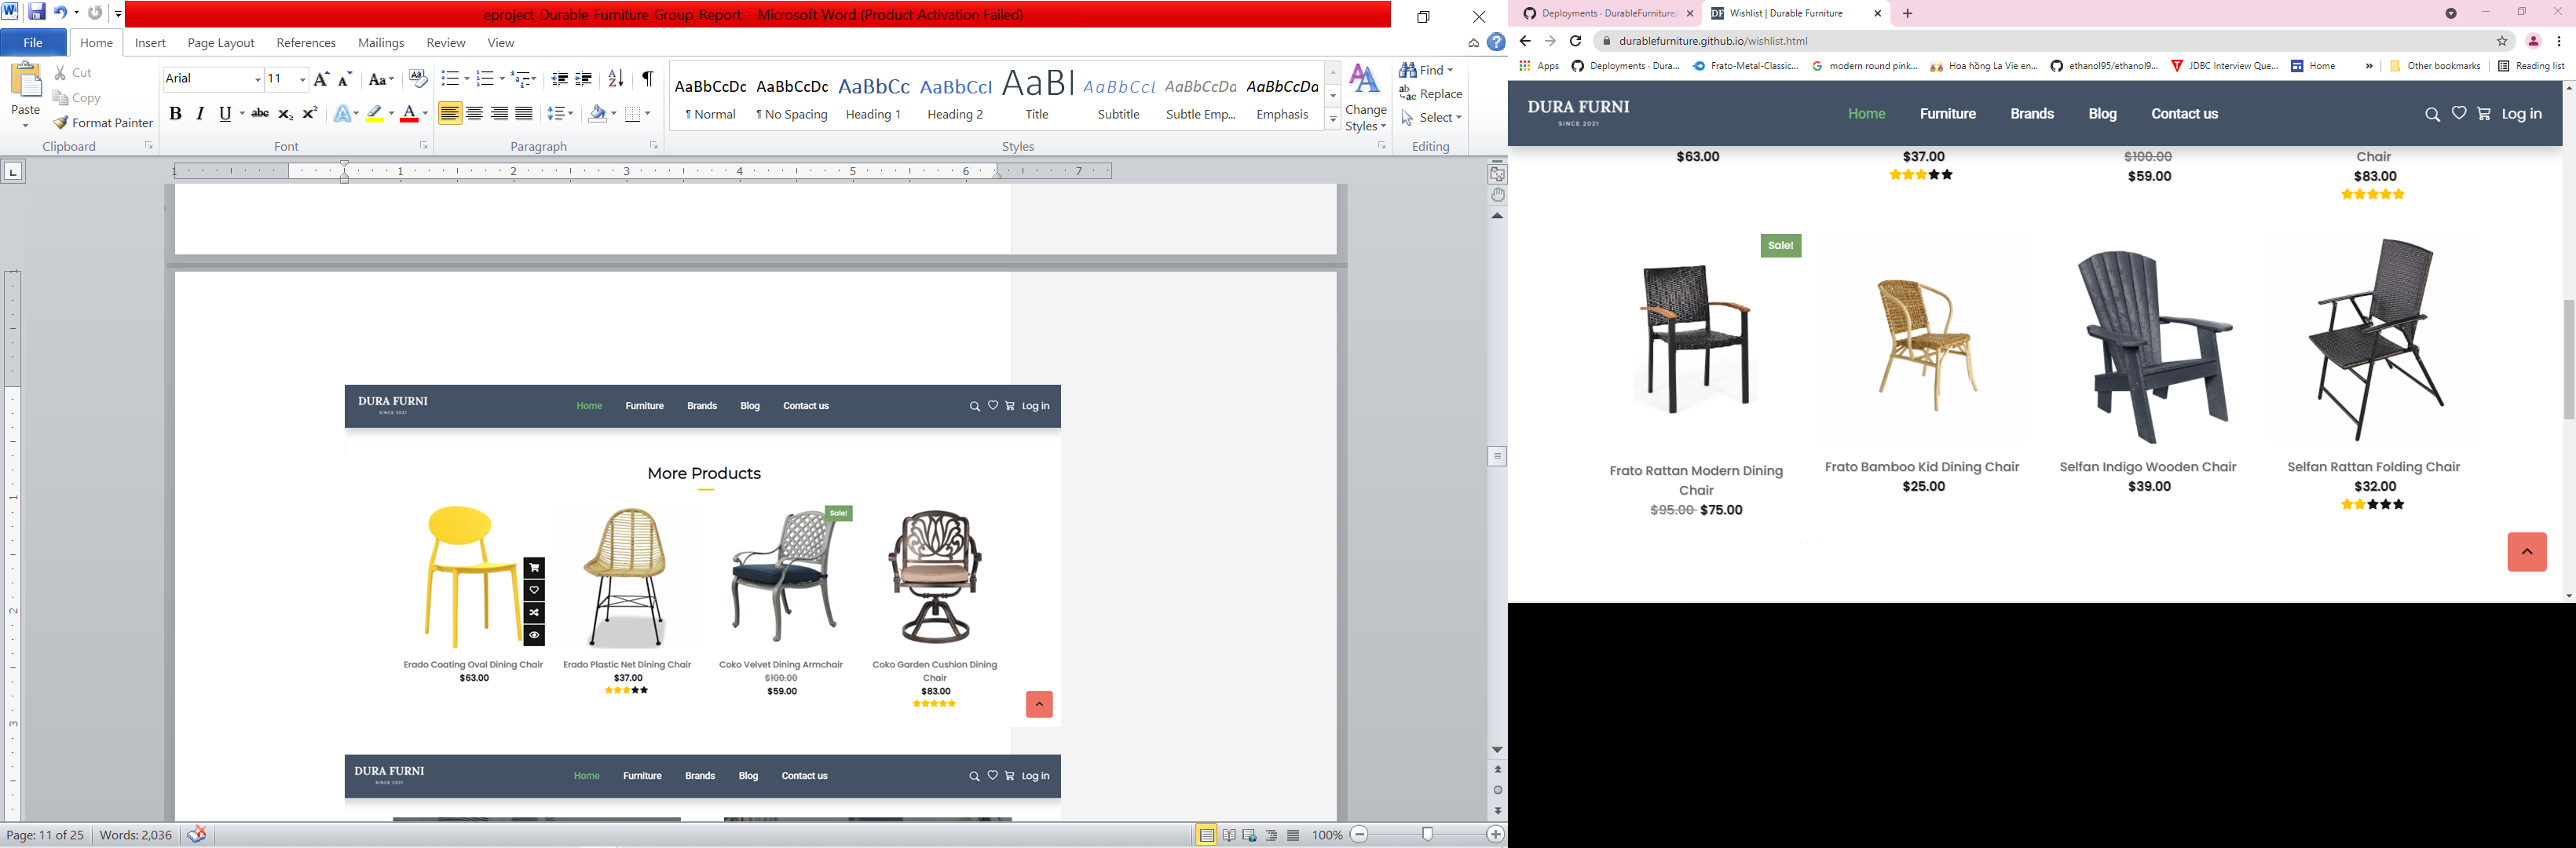 eproject_Durable_Furniture_Group_Report - Microsoft Word (Product Activation Failed)
File Home Insert Page Layout References Mailings Review View
Paste
Cut
Copy
Format Painter
Clipboard
Arial 11
Font
Paragraph
AaBbCcDc AaBbCcDc AaBbCc AaBbCcI AaBl AaBbCcL AaBbCcDa AaBbCcDa
¶ Normal ¶ No Spacing Heading 1 Heading 2 Title Subtitle Subtle Emp... Emphasis
Change
Styles
Styles
Find
Replace
Select
Editing
1 1 2 3 4 5 6 7
DURA FURNI
SINCE 2021
Home Furniture Brands Blog Contact us Log in
More Products
Sale!
Erado Coating Oval Dining Chair
$63.00
Erado Plastic Net Dining Chair
$37.00
Coko Velvet Dining Armchair
$100.00
$59.00
Coko Garden Cushion Dining
Chair
$83.00
DURA FURNI
SINCE 2021
Home Furniture Brands Blog Contact us Log in
Page: 11 of 25 Words: 2,036
100%
Deployments - DurableFurniture/
Wishlist | Durable Furniture
durablefurniture.github.io/wishlist.html
Apps Deployments - Dura... Frato-Metal-Classic... modern round pink... Hoa hồng La Vie en... ethanol95/ethanol9... JDBC Interview Que... Home » Other bookmarks Reading list
DURA FURNI
SINCE 2021
Home Furniture Brands Blog Contact us Log in
$63.00
$37.00
$100.00
$59.00
Chair
$83.00
Sale!
Frato Rattan Modern Dining
Chair
$95.00 $75.00
Frato Bamboo Kid Dining Chair
$25.00
Selfan Indigo Wooden Chair
$39.00
Selfan Rattan Folding Chair
$32.00